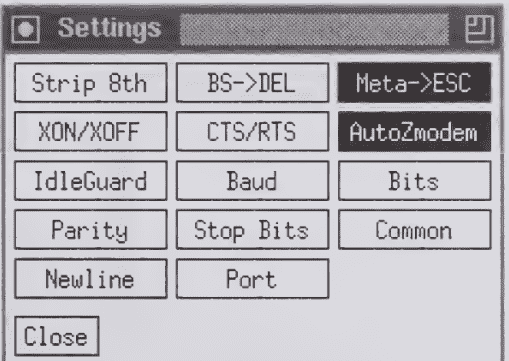 Settings
Strip 8th BS->DEL Meta->ESC
XON/XOFF CTS/RTS AutoZmodem
IdleGuard Baud Bits
Parity Stop Bits Common
Newline Port
Close